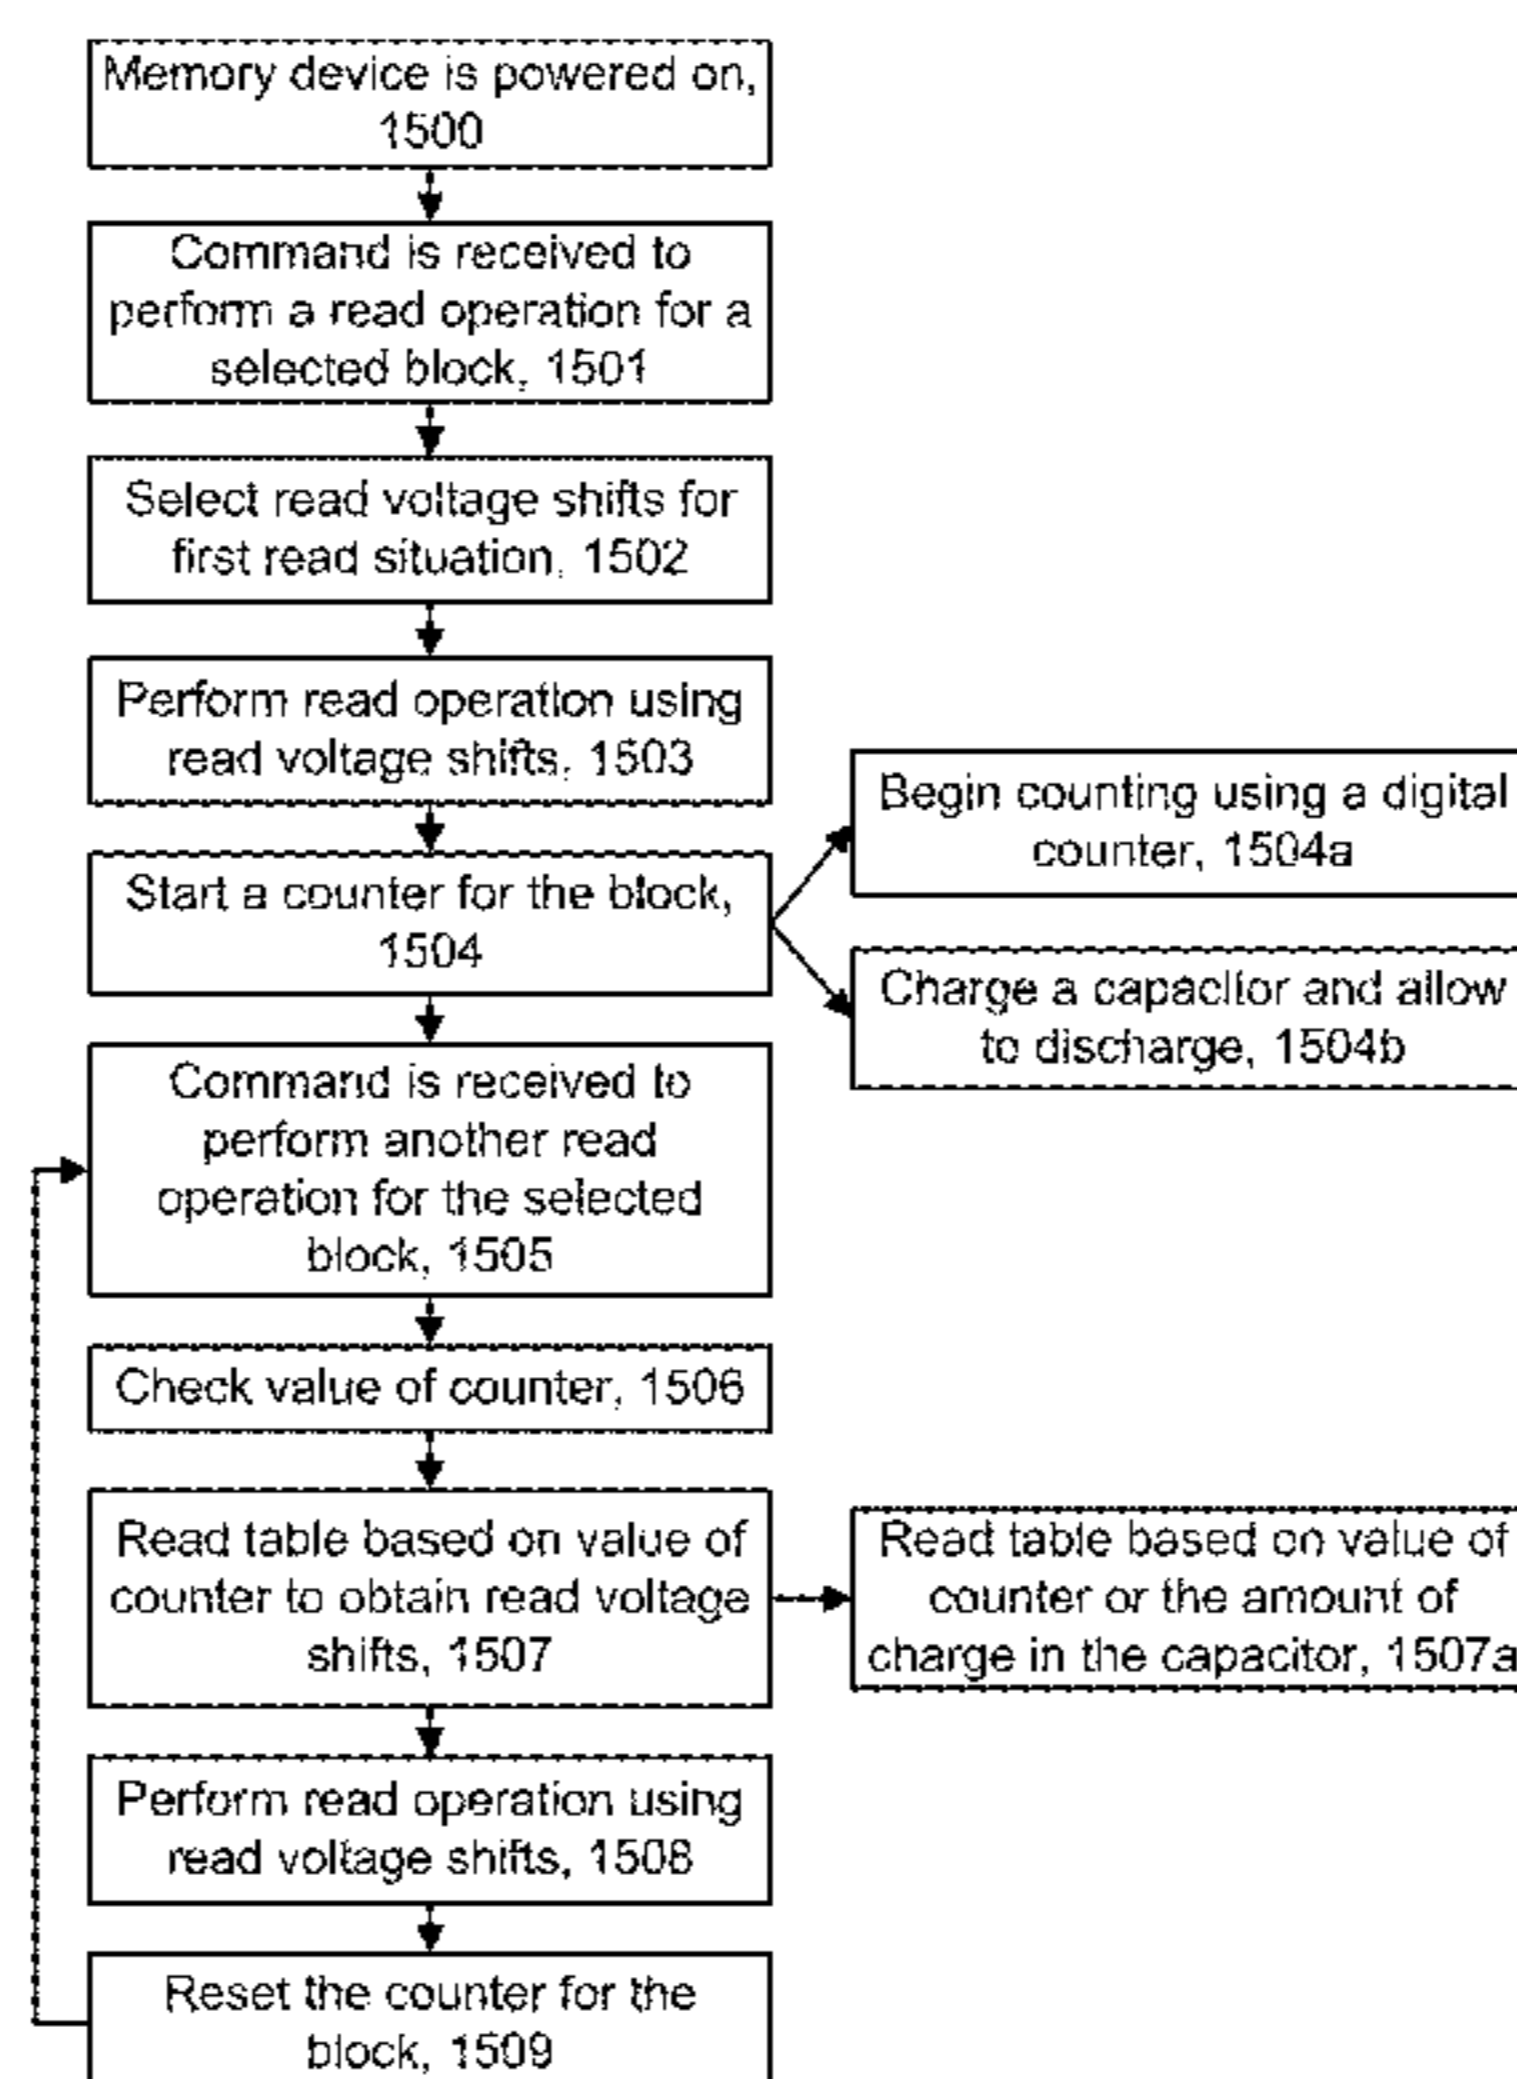 Memory device is powered on,
1500
Command is received to
perform a read operation for a
selected block, 1501
Select read voltage shifts for
first read situation, 1502
Perform read operation using
read voltage shifts, 1503
Start a counter for the block,
1504
Begin counting using a digital
counter, 1504a
Charge a capacitor and allow
to discharge, 1504b
Command is received to
perform another read
operation for the selected
block, 1505
Check value of counter, 1506
Read table based on value of
counter to obtain read voltage
shifts, 1507
Read table based on value of
counter or the amount of
charge in the capacitor, 1507a
Perform read operation using
read voltage shifts, 1508
Reset the counter for the
block, 1509